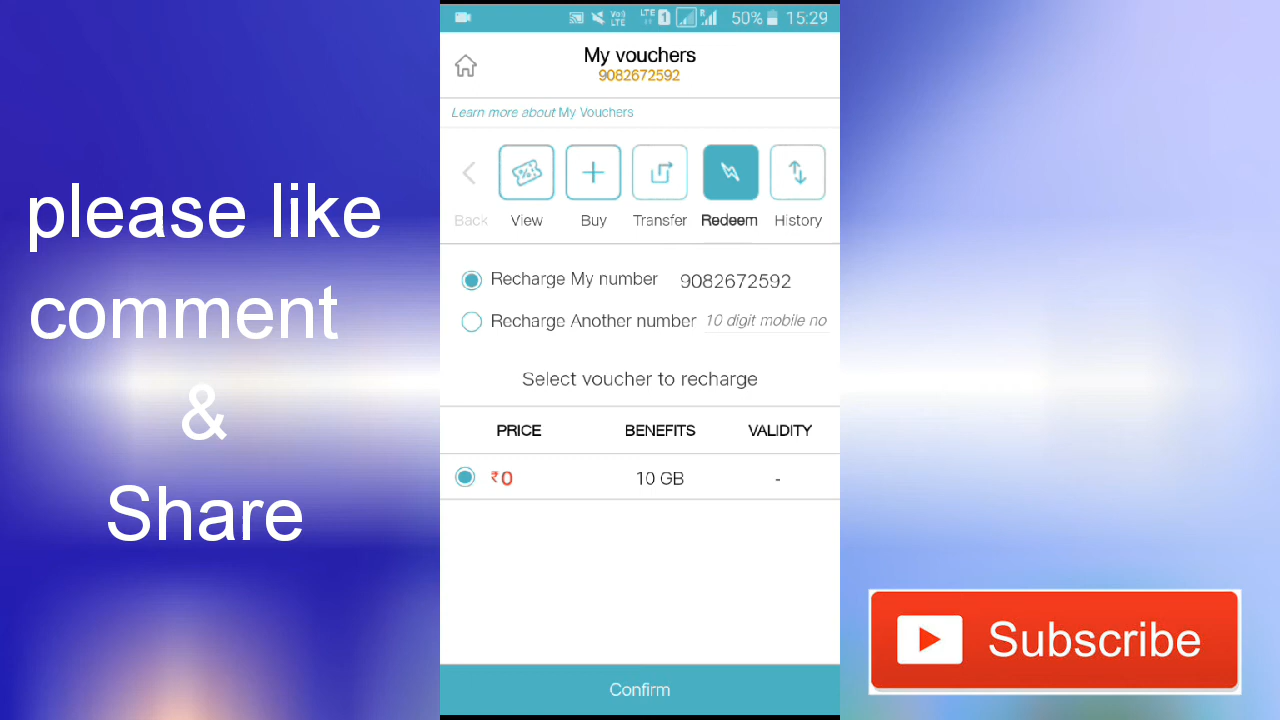 please like
comment
&
Share
LTE 1 R 50% 15:29
My vouchers
9082672592
Learn more about My Vouchers
Back View Buy Transfer Redeem History
Recharge My number 9082672592
Recharge Another number 10 digit mobile no
Select voucher to recharge
PRICE BENEFITS VALIDITY
₹0 10 GB -
Confirm
Subscribe